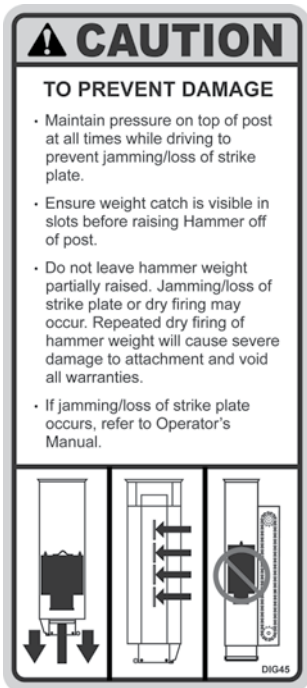 CAUTION
TO PREVENT DAMAGE
· Maintain pressure on top of post
at all times while driving to
prevent jamming/loss of strike
plate.
· Ensure weight catch is visible in
slots before raising Hammer off
of post.
· Do not leave hammer weight
partially raised. Jamming/loss of
strike plate or dry firing may
occur. Repeated dry firing of
hammer weight will cause severe
damage to attachment and void
all warranties.
· If jamming/loss of strike plate
occurs, refer to Operator's
Manual.
DIG45